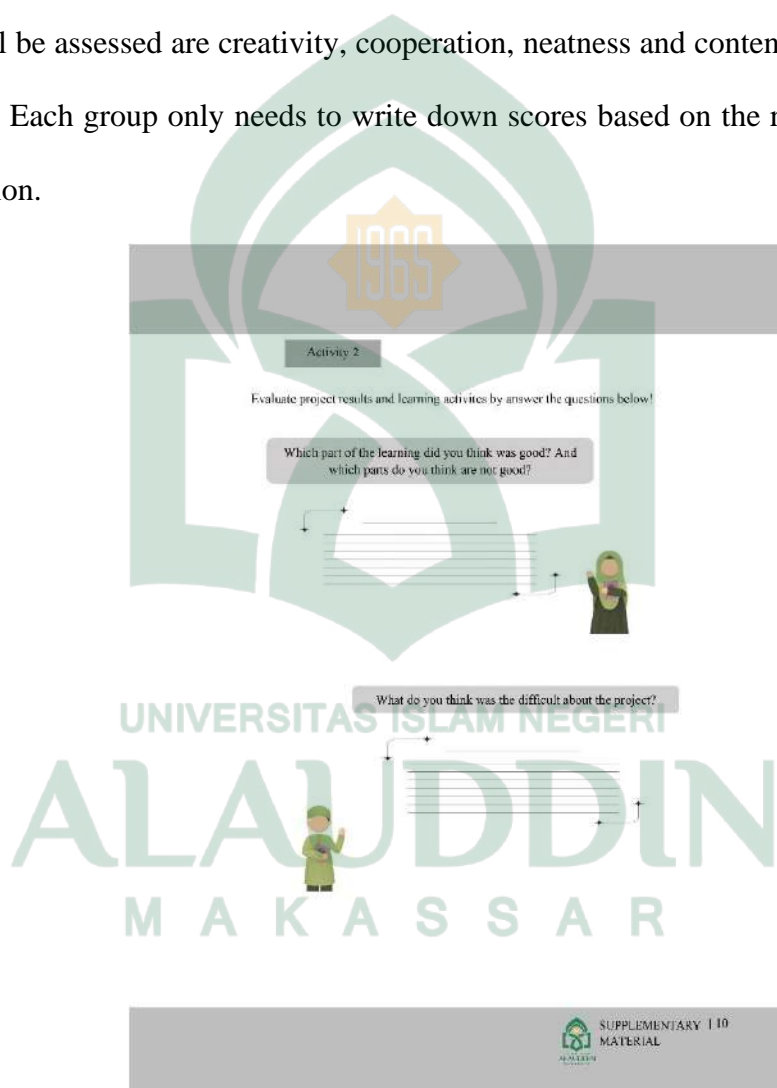 l be assessed are creativity, cooperation, neatness and conten
Each group only needs to write down scores based on the r
ion.
1965
Activity 2
Evaluate project results and learning activites by answer the questions below!
Which part of the learning did you think was good? And
which parts do you think are not good?
What do you think was the difficult about the project?
UNIVERSITAS ISLAM NEGERI
ALAUDDIN
MAKASSAR
SUPPLEMENTARY | 10
MATERIAL
ALAUDDIN